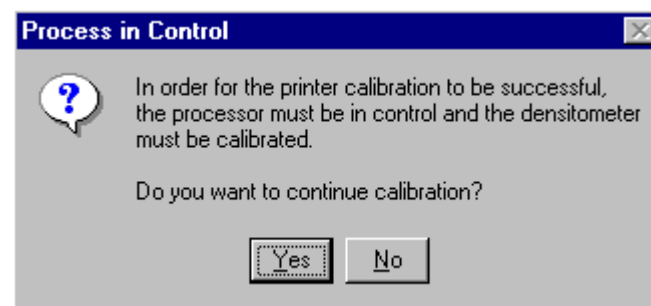 Process in Control
In order for the printer calibration to be successful,
the processor must be in control and the densitometer
must be calibrated.
Do you want to continue calibration?
Yes No